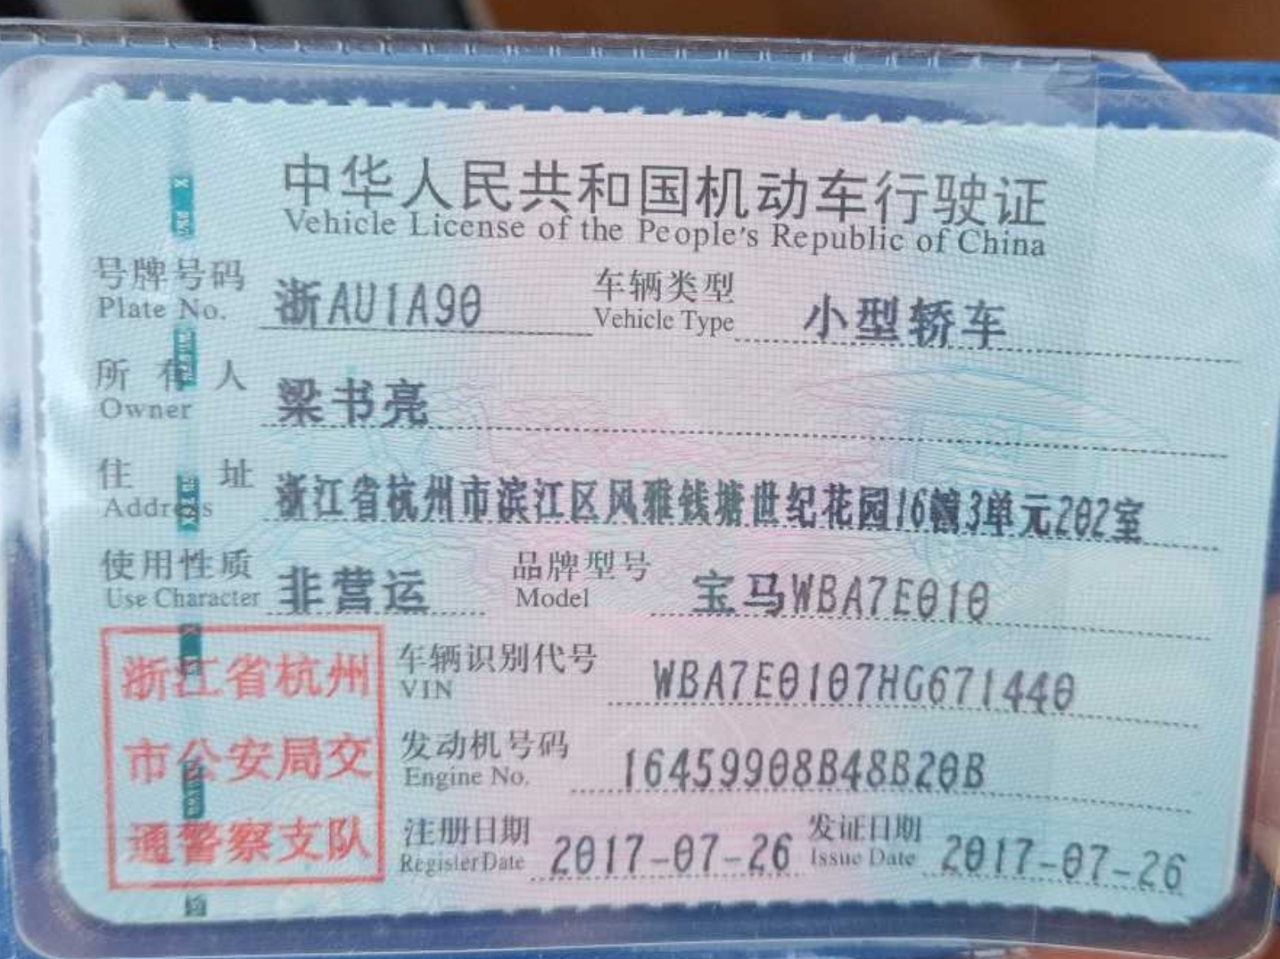 中华人民共和国机动车行驶证
Vehicle License of the People's Republic of China
号牌号码 浙AU1A90 车辆类型 小型轿车
Plate No. Vehicle Type
所有人 梁书亮
Owner
住址 浙江省杭州市滨江区风雅钱塘世纪花园16幢3单元202室
Address
使用性质 非营运 品牌型号 宝马WBA7E010
Use Character Model
浙江省杭州 车辆识别代号 WBA7E0107HG671440
VIN
市公安局交 发动机号码 16459908B48B20B
Engine No.
通警察支队 注册日期 2017-07-26 发证日期 2017-07-26
Register Date Issue Date